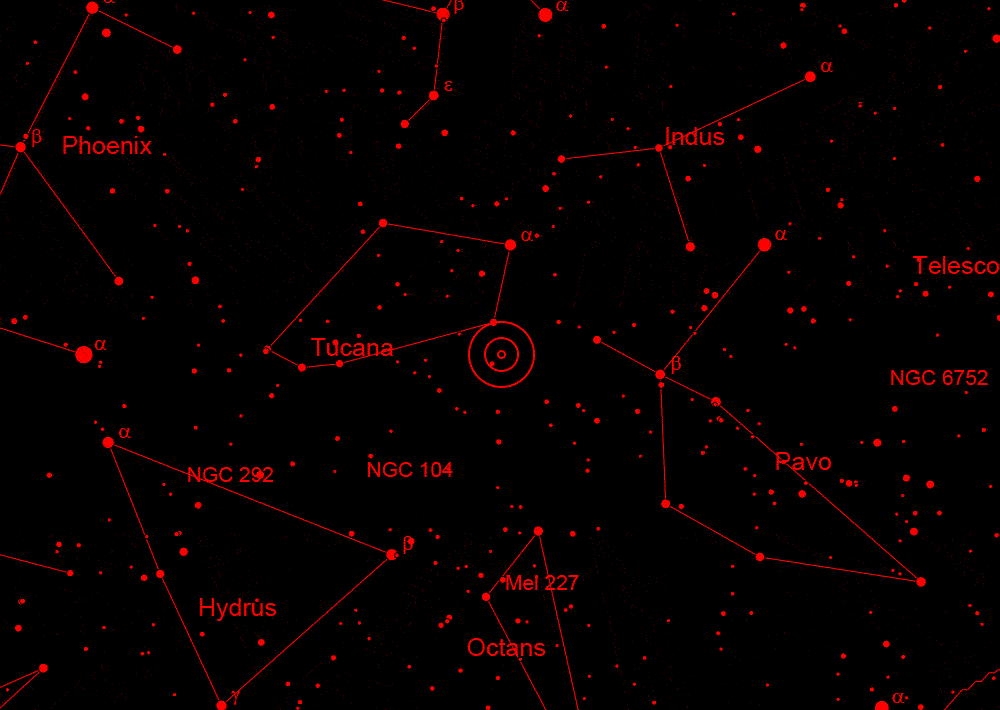 α
β
α
ε
α
β
Phoenix
Indus
α
α
Telesco
α
Tucana
β
NGC 6752
α
Pavo
NGC 292
NGC 104
β
Mel 227
Hydrus
Octans
γ
α